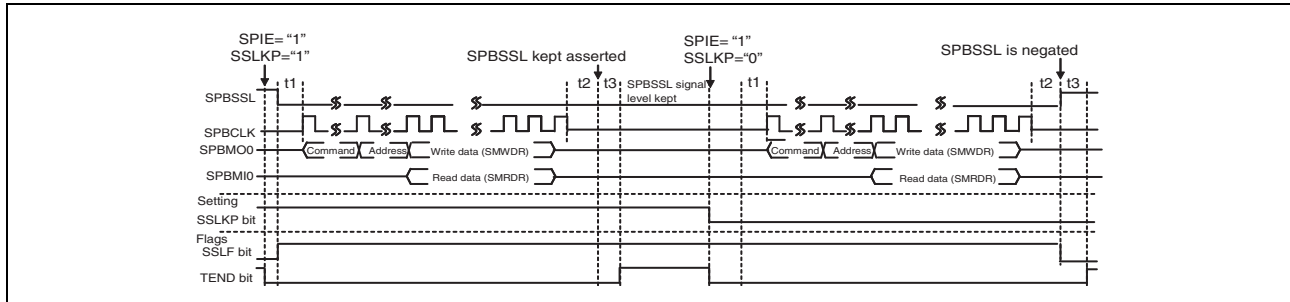 SPIE= “1”
SSLKP=“1”
SPBSSL kept asserted
SPIE= “1”
SSLKP=“0”
SPBSSL is negated
SPBSSL
t1
t2
t3
SPBSSL signal
level kept
t1
t2
t3
SPBCLK
SPBMO0
Command
Address
Write data (SMWDR)
Command
Address
Write data (SMWDR)
SPBMI0
Read data (SMRDR)
Read data (SMRDR)
Setting
SSLKP bit
Flags
SSLF bit
TEND bit